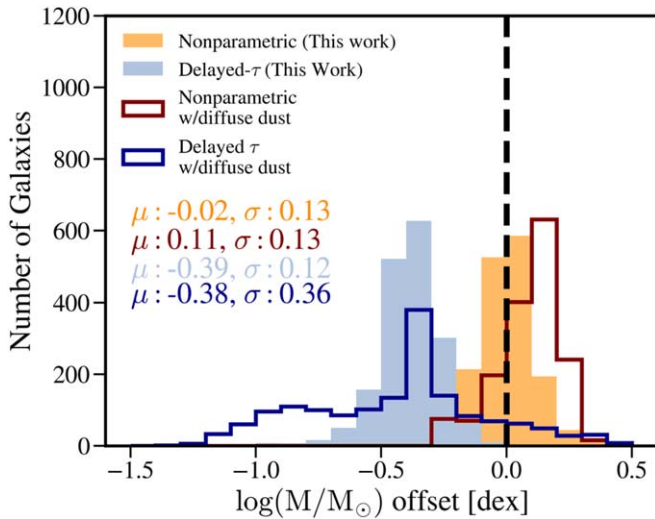 1200
1000
800
600
400
200
0
Number of Galaxies
Nonparametric (This work)
Delayed-τ (This Work)
Nonparametric
w/diffuse dust
Delayed τ
w/diffuse dust
μ : -0.02, σ : 0.13
μ : 0.11, σ : 0.13
μ : -0.39, σ : 0.12
μ : -0.38, σ : 0.36
−1.5 −1.0 −0.5 0.0 0.5
log(M/M⊙) offset [dex]